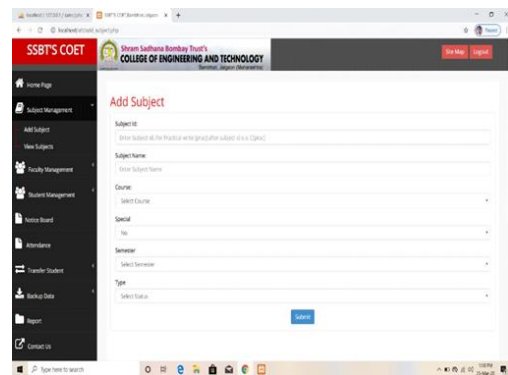 SSBT'S COET
Shram Sadhana Bombay Trust's
COLLEGE OF ENGINEERING AND TECHNOLOGY
Bambhori, Jalgaon (Maharashtra)
Site Map
Logout
Home Page
Subject Management
Add Subject
View Subjects
Faculty Management
Student Management
Notice Board
Attendance
Transfer Student
Backup Data
Report
Contact Us
Add Subject
Subject Id:
Subject Name:
Enter Subject Name
Course:
Select Course
Special
No
Semester
Select Semester
Type
Select Status
Submit
Type here to search